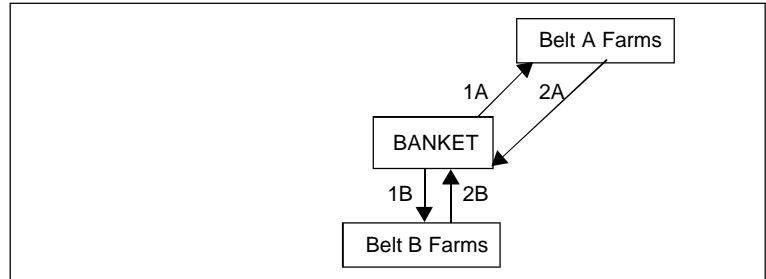 Belt A Farms
1A 2A
BANKET
1B 2B
Belt B Farms